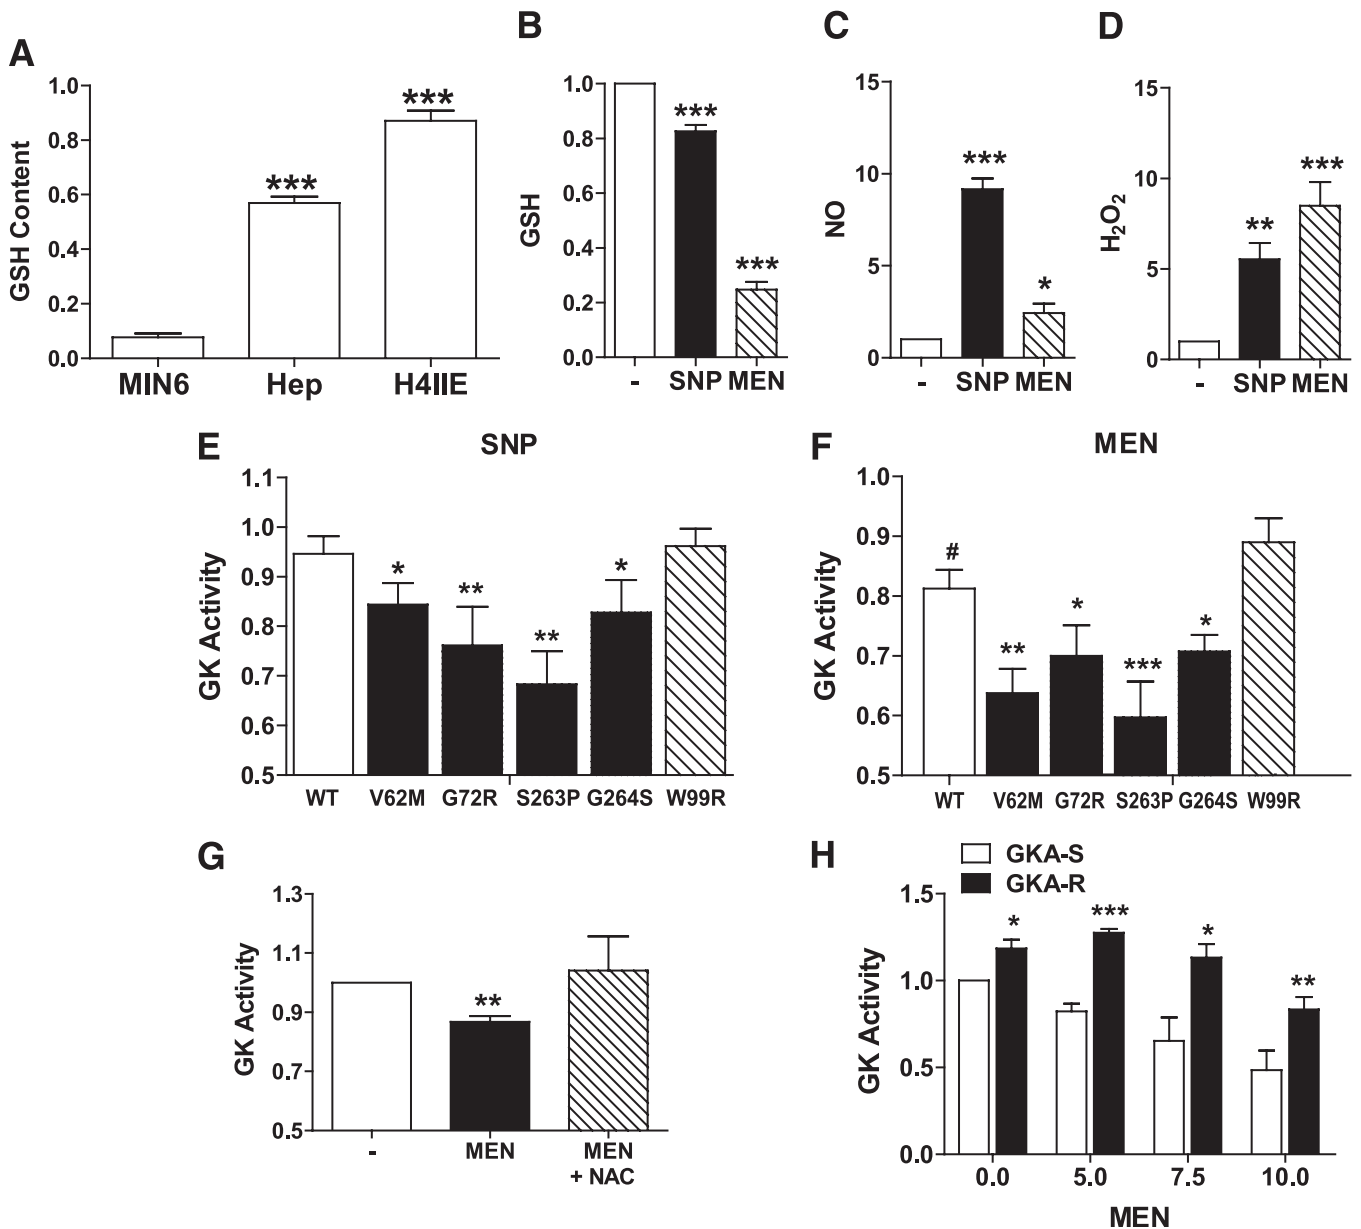 A
GSH Content
1.0
0.8
0.6
0.4
0.2
0.0
***
***
MIN6 Hep H4IIE
B
GSH
1.0
0.8
0.6
0.4
0.2
0.0
***
***
- SNP MEN
C
NO
15
10
5
0
***
*
- SNP MEN
D
H2O2
15
10
5
0
**
***
- SNP MEN
E
SNP
GK Activity
1.1
1.0
0.9
0.8
0.7
0.6
0.5
* ** ** *
WT V62M G72R S263P G264S W99R
F
MEN
GK Activity
1.0
0.9
0.8
0.7
0.6
0.5
# ** * *** *
WT V62M G72R S263P G264S W99R
G
GK Activity
1.3
1.1
0.9
0.7
0.5
**
- MEN MEN
+ NAC
H
GKA-S
GKA-R
GK Activity
1.5
1.0
0.5
0.0
* *** * **
0.0 5.0 7.5 10.0
MEN